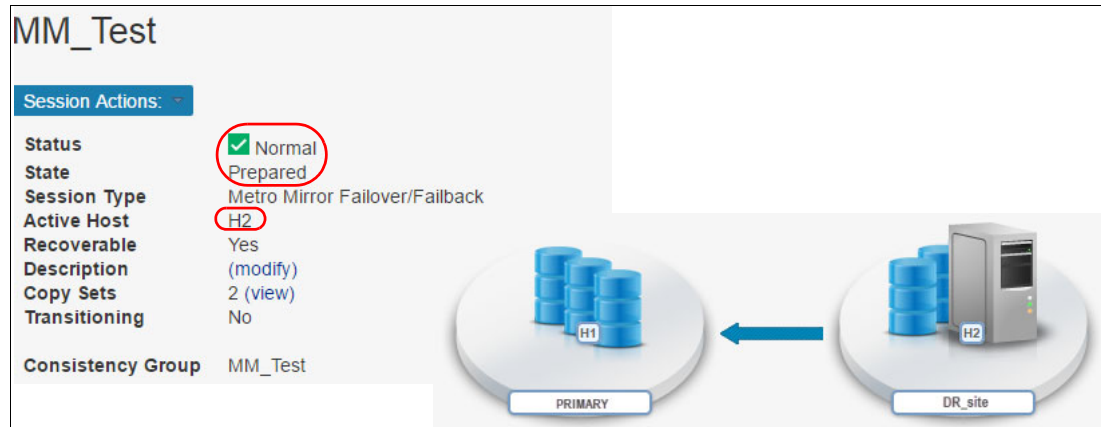 MM_Test
Session Actions:
Status Normal
State Prepared
Session Type Metro Mirror Failover/Failback
Active Host H2
Recoverable Yes
Description (modify)
Copy Sets 2 (view)
Transitioning No
Consistency Group MM_Test
H1
H2
PRIMARY
DR_site